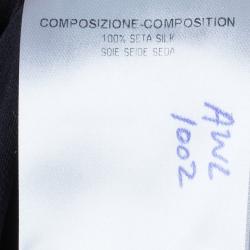 COMPOSIZIONE-COMPOSITION
100% SETA SILK
SOIE SEIDE SEDA
AWL
1002